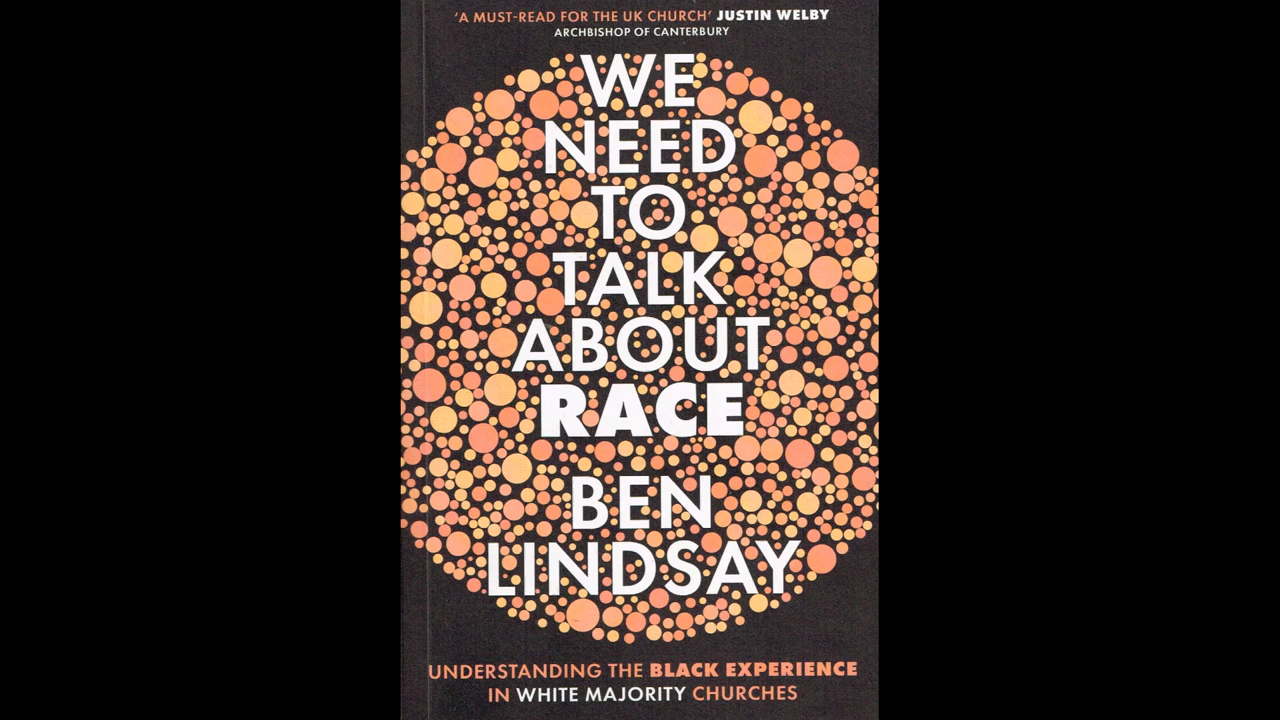 'A MUST-READ FOR THE UK CHURCH' JUSTIN WELBY
ARCHBISHOP OF CANTERBURY
WE
NEED
TO
TALK
ABOUT
RACE
BEN
LINDSAY
UNDERSTANDING THE BLACK EXPERIENCE
IN WHITE MAJORITY CHURCHES